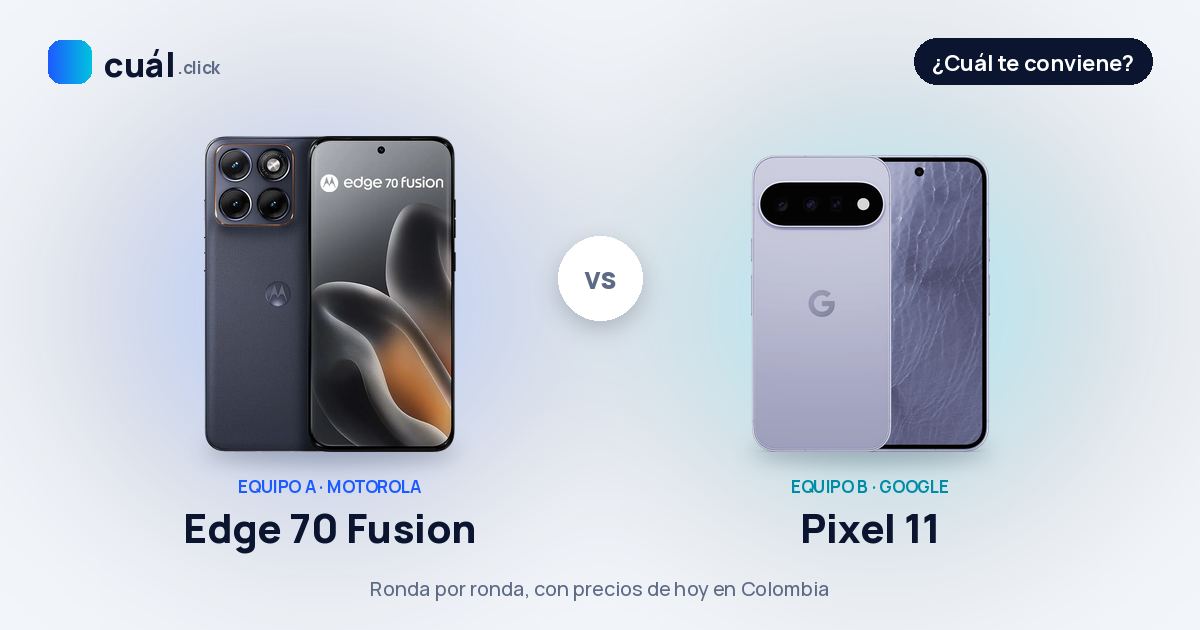 cuál.click
¿Cuál te conviene?
edge 70 fusion
G
vs
EQUIPO A · MOTOROLA
Edge 70 Fusion
EQUIPO B · GOOGLE
Pixel 11
Ronda por ronda, con precios de hoy en Colombia